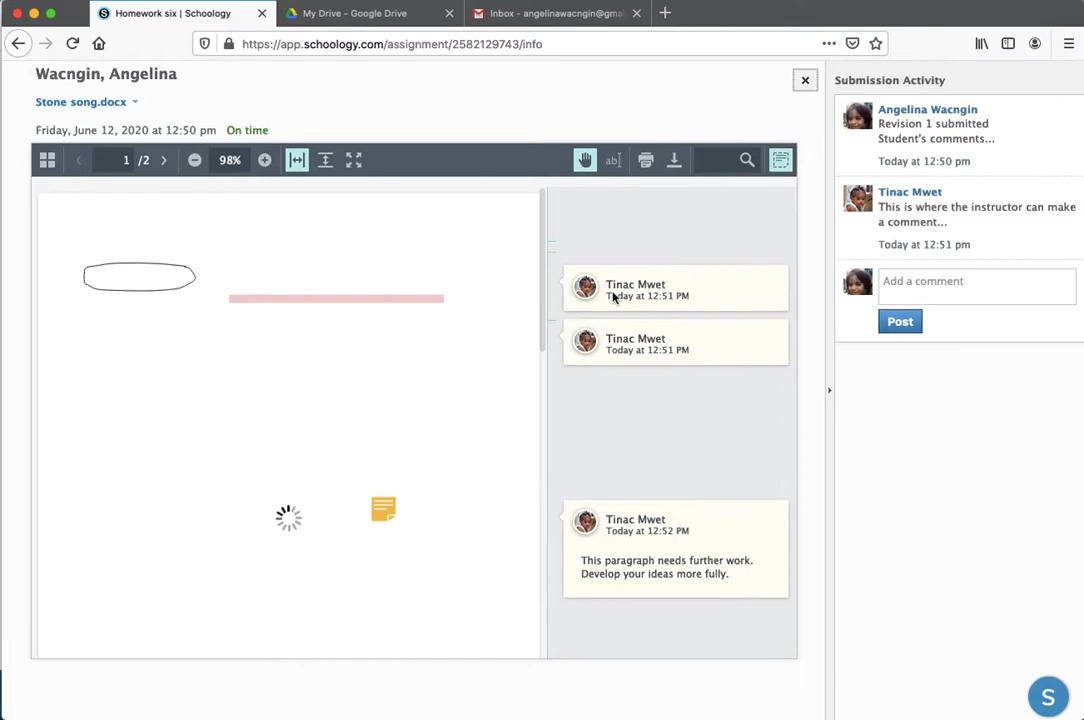 Homework six | Schoology
My Drive - Google Drive
Inbox - angelinawacngin@gma
https://app.schoology.com/assignment/2582129743/info
Wacngin, Angelina
Stone song.docx
Friday, June 12, 2020 at 12:50 pm On time
1 /2 98%
ab
Tinac Mwet
Today at 12:51 PM
Tinac Mwet
Today at 12:51 PM
Tinac Mwet
Today at 12:52 PM
This paragraph needs further work.
Develop your ideas more fully.
Submission Activity
Angelina Wacngin
Revision 1 submitted
Student's comments...
Today at 12:50 pm
Tinac Mwet
This is where the instructor can make
a comment...
Today at 12:51 pm
Add a comment
Post
S